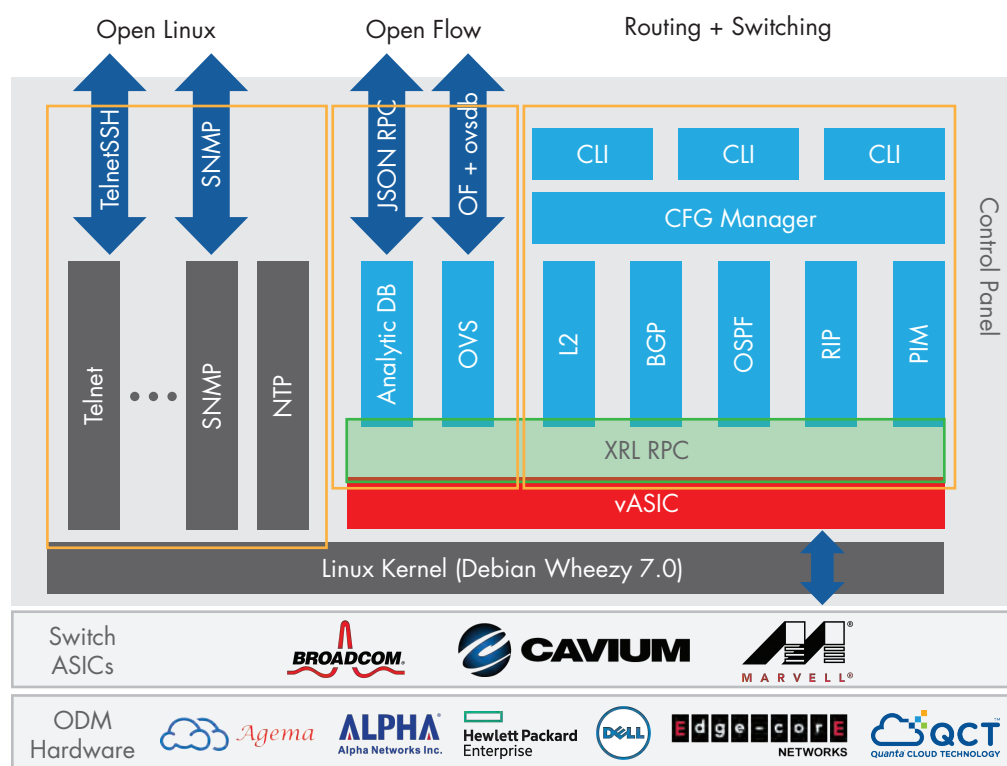 Open Linux
Open Flow
Routing + Switching
TelnetSSH
SNMP
JSON RPC
OF + ovsdb
CLI
CLI
CLI
CFG Manager
Control Panel
Telnet
SNMP
NTP
Analytic DB
OVS
L2
BGP
OSPF
RIP
PIM
XRL RPC
vASIC
Linux Kernel (Debian Wheezy 7.0)
Switch
ASICs
BROADCOM.
CAVIUM
MARVELL®
ODM
Hardware
Agema
ALPHA®
Alpha Networks Inc.
Hewlett Packard
Enterprise
DELL
Edge-corE
NETWORKS
QCT™
Quanta CLOUD TECHNOLOGY